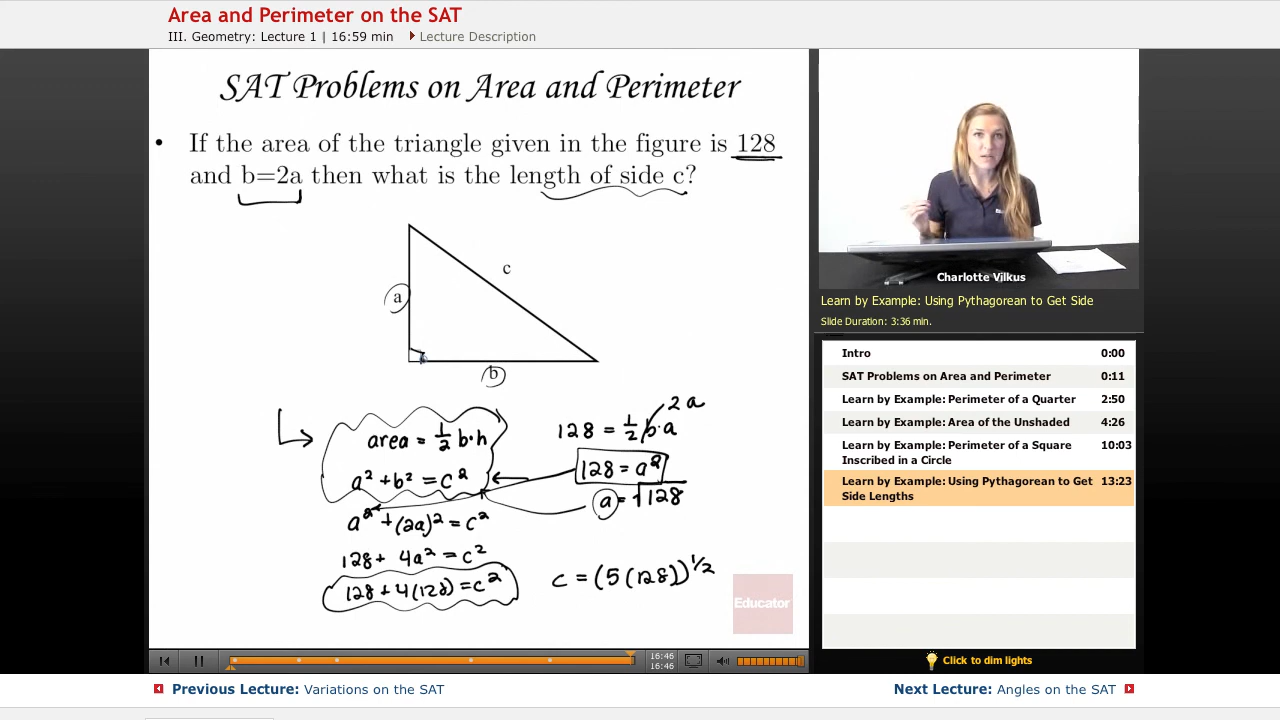 Area and Perimeter on the SAT
III. Geometry: Lecture 1 | 16:59 min
Lecture Description
SAT Problems on Area and Perimeter
• If the area of the triangle given in the figure is 128
and b=2a then what is the length of side c?
a
c
b
area = 1/2 b·h
a² + b² = c²
a² + (2a)² = c²
128 + 4a² = c²
128 + 4(128) = c²
2a
128 = 1/2 b·a
128 = a²
a = √128
c = (5(128))^1/2
Educator
Charlotte Vilkus
Learn by Example: Using Pythagorean to Get Side
Slide Duration: 3:36 min.
Intro 0:00
SAT Problems on Area and Perimeter 0:11
Learn by Example: Perimeter of a Quarter 2:50
Learn by Example: Area of the Unshaded 4:26
Learn by Example: Perimeter of a Square 10:03
Inscribed in a Circle
Learn by Example: Using Pythagorean to Get 13:23
Side Lengths
16:46
16:46
Click to dim lights
Previous Lecture: Variations on the SAT
Next Lecture: Angles on the SAT